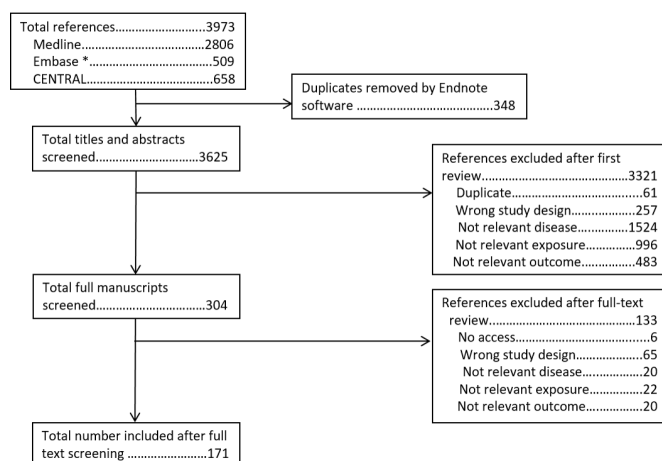 Total references...........................3973
Medline......................................2806
Embase *....................................509
CENTRAL....................................658
Duplicates removed by Endnote
software ........................................348
Total titles and abstracts
screened...............................3625
References excluded after first
review...........................................3321
Duplicate......................................61
Wrong study design..................257
Not relevant disease...............1524
Not relevant exposure..............996
Not relevant outcome...............483
Total full manuscripts
screened................................304
References excluded after full-text
review.........................................133
No access.......................................6
Wrong study design....................65
Not relevant disease....................20
Not relevant exposure.................22
Not relevant outcome..................20
Total number included after full
text screening .......................171